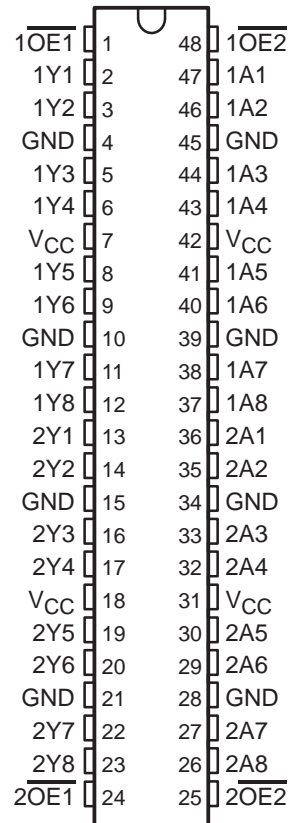 1OE1 1 48 1OE2
1Y1 2 47 1A1
1Y2 3 46 1A2
GND 4 45 GND
1Y3 5 44 1A3
1Y4 6 43 1A4
VCC 7 42 VCC
1Y5 8 41 1A5
1Y6 9 40 1A6
GND 10 39 GND
1Y7 11 38 1A7
1Y8 12 37 1A8
2Y1 13 36 2A1
2Y2 14 35 2A2
GND 15 34 GND
2Y3 16 33 2A3
2Y4 17 32 2A4
VCC 18 31 VCC
2Y5 19 30 2A5
2Y6 20 29 2A6
GND 21 28 GND
2Y7 22 27 2A7
2Y8 23 26 2A8
2OE1 24 25 2OE2